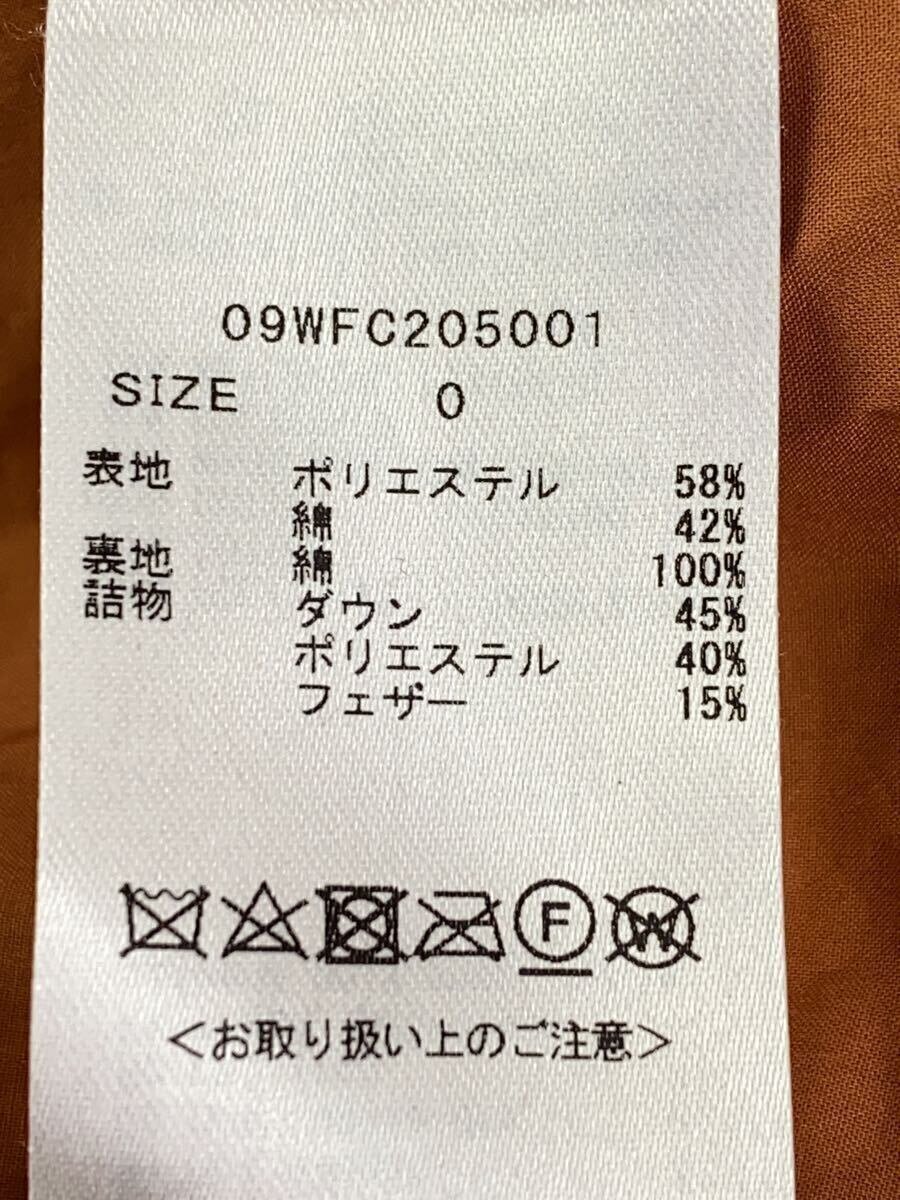 09WFC205001
SIZE 0
表地 ポリエステル 58%
綿 42%
裏地 綿 100%
詰物 ダウン 45%
ポリエステル 40%
フェザー 15%
F W
<お取り扱い上のご注意>